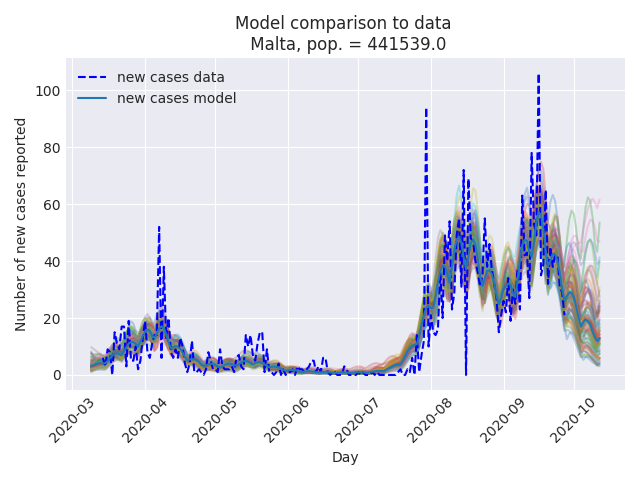 Model comparison to data
Malta, pop. = 441539.0
new cases data
new cases model
Number of new cases reported
100
80
60
40
20
0
2020-03
2020-04
2020-05
2020-06
2020-07
2020-08
2020-09
2020-10
Day